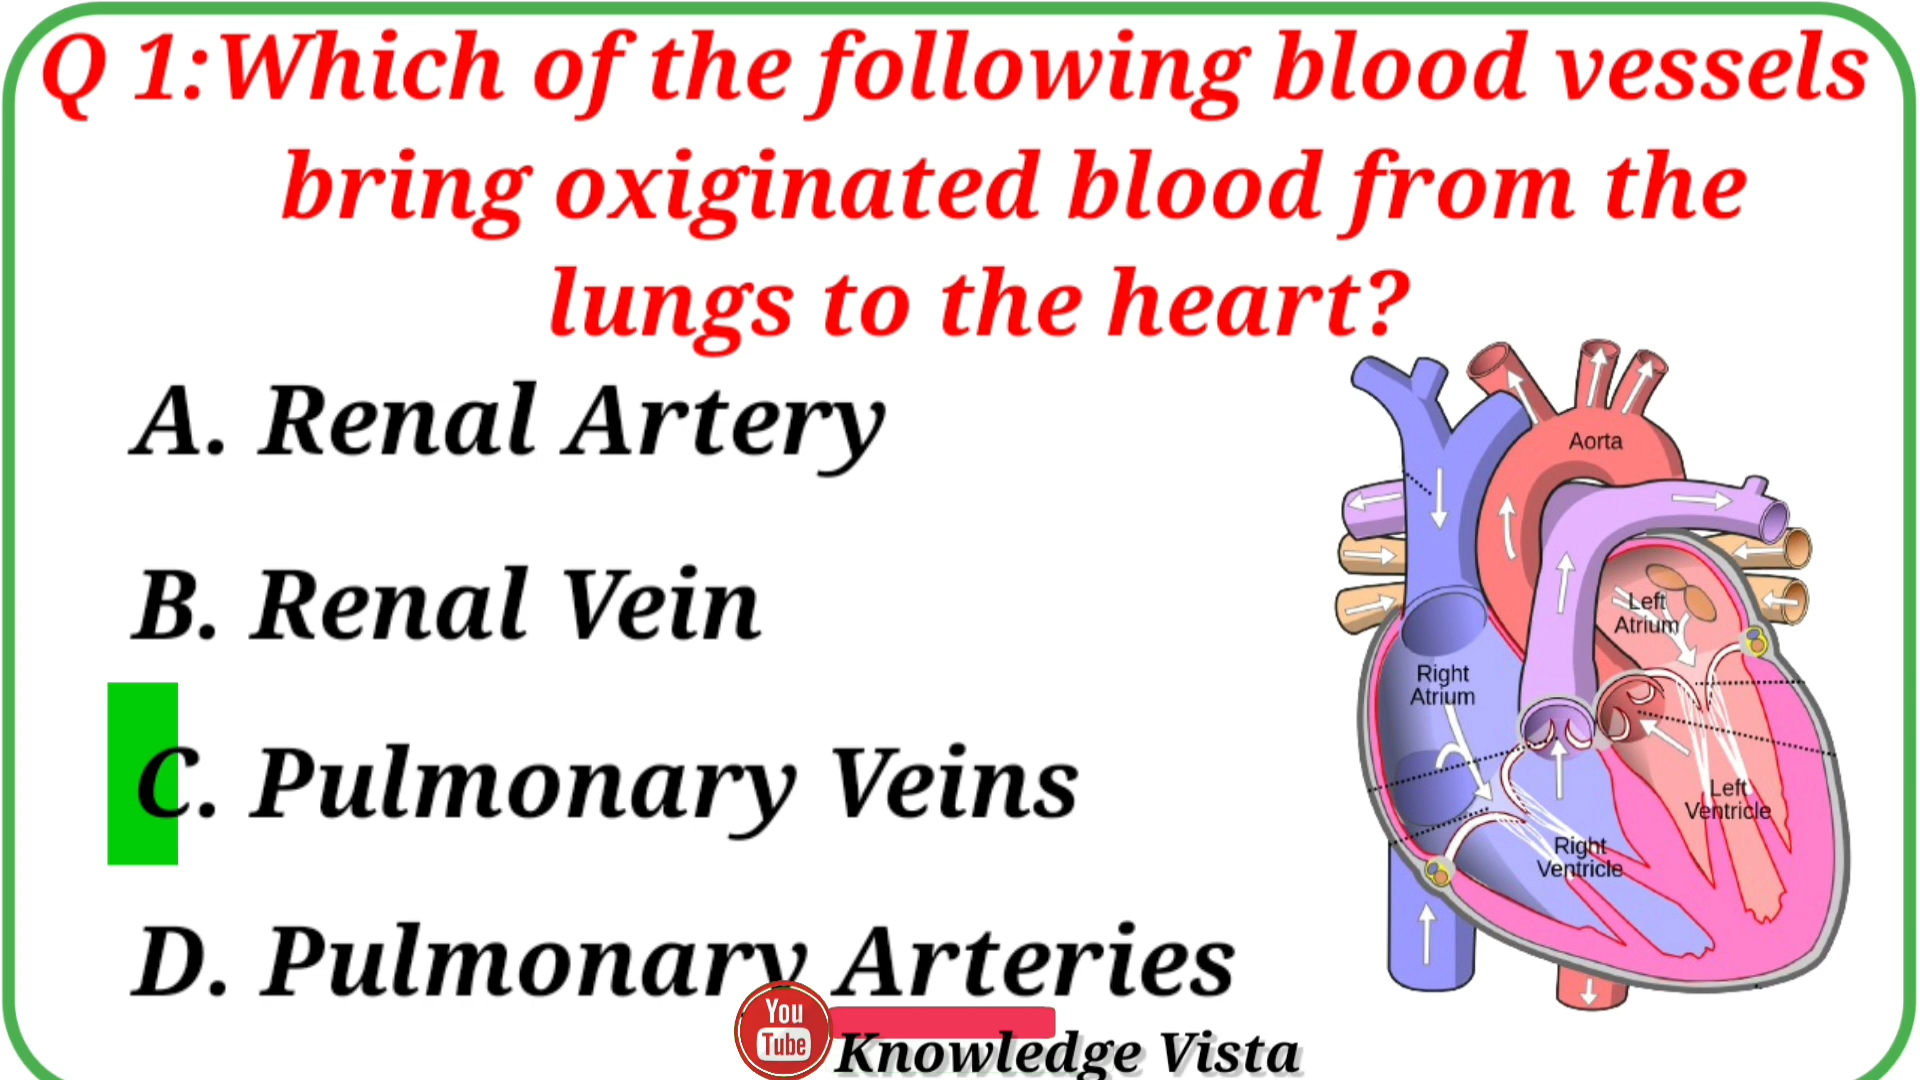 Q 1:Which of the following blood vessels
bring oxiginated blood from the
lungs to the heart?
A. Renal Artery
B. Renal Vein
C. Pulmonary Veins
D. Pulmonary Arteries
Aorta
Left
Atrium
Right
Atrium
Left
Ventricle
Right
Ventricle
You
Tube
Knowledge Vista